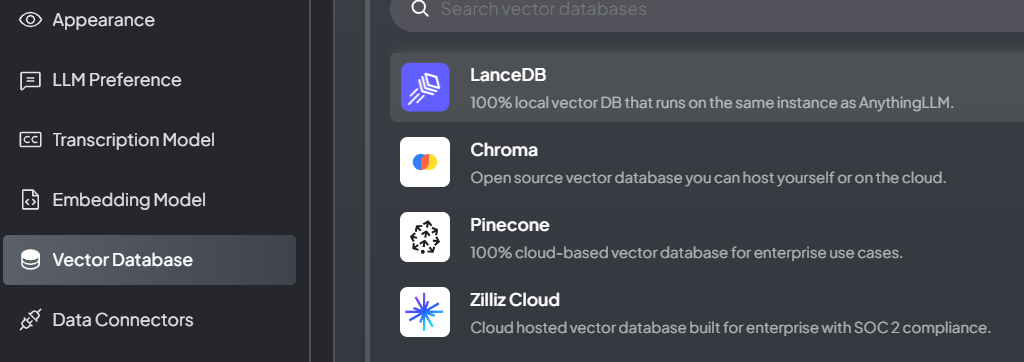 Appearance
LLM Preference
Transcription Model
Embedding Model
Vector Database
Data Connectors
Search vector databases
LanceDB
100% local vector DB that runs on the same instance as AnythingLLM.
Chroma
Open source vector database you can host yourself or on the cloud.
Pinecone
100% cloud-based vector database for enterprise use cases.
Zilliz Cloud
Cloud hosted vector database built for enterprise with SOC 2 compliance.